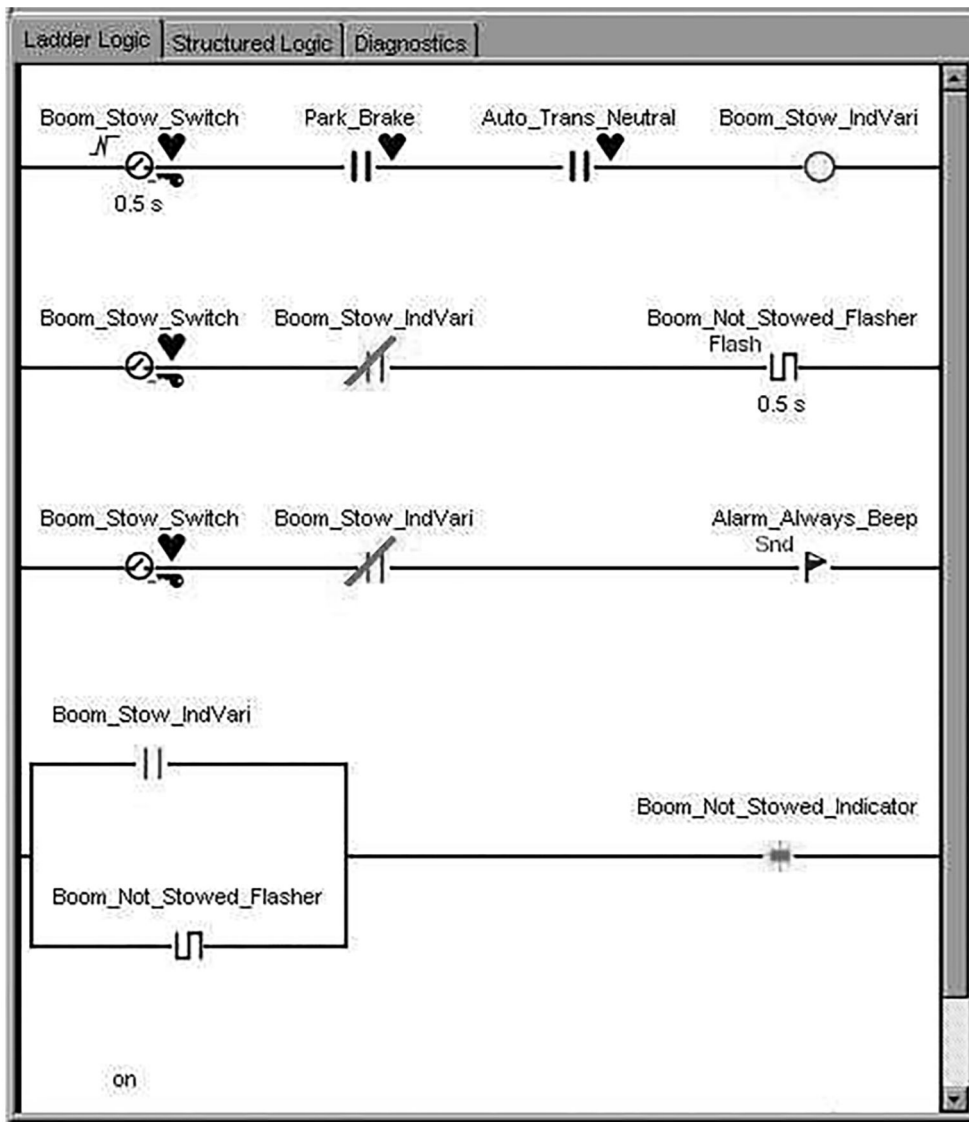 Ladder Logic Structured Logic Diagnostics
Boom_Stow_Switch Park_Brake Auto_Trans_Neutral Boom_Stow_IndVari
0.5 s
Boom_Stow_Switch Boom_Stow_IndVari Boom_Not_Stowed_Flasher
Flash
0.5 s
Boom_Stow_Switch Boom_Stow_IndVari Alarm_Always_Beep
Snd
Boom_Stow_IndVari
Boom_Not_Stowed_Indicator
Boom_Not_Stowed_Flasher
on